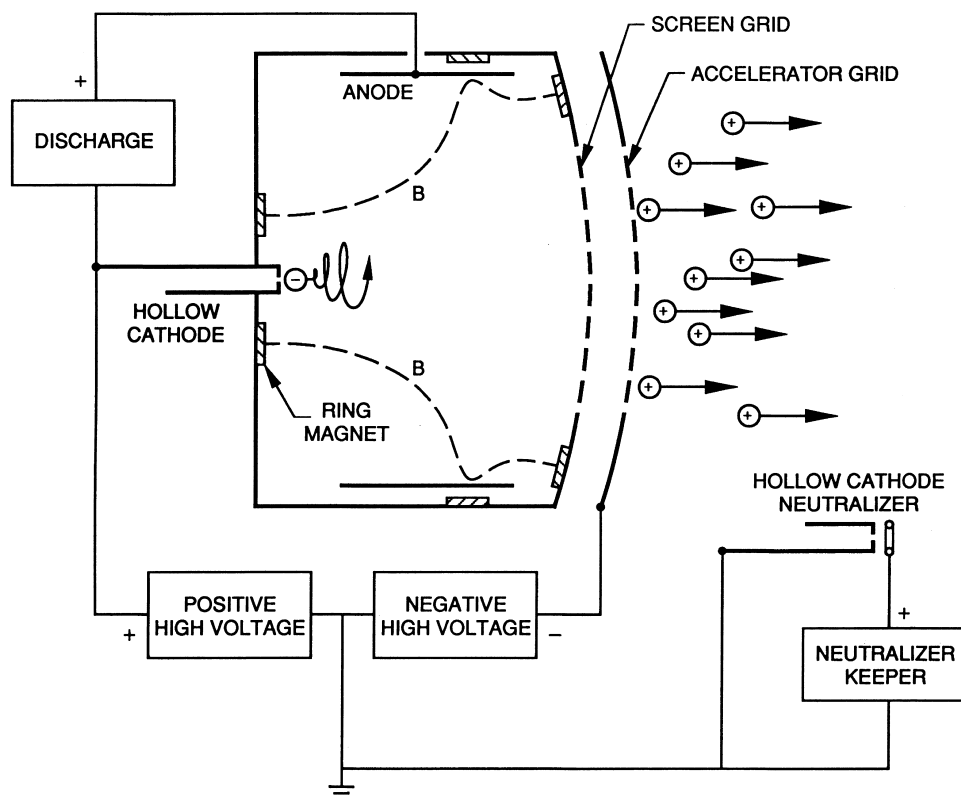 SCREEN GRID
ACCELERATOR GRID
+
ANODE
DISCHARGE
B
−
HOLLOW
CATHODE
B
RING
MAGNET
+
+
+
+
+
+
+
+
+
+
+
HOLLOW CATHODE
NEUTRALIZER
POSITIVE
HIGH VOLTAGE
+
NEGATIVE
HIGH VOLTAGE
−
+
NEUTRALIZER
KEEPER